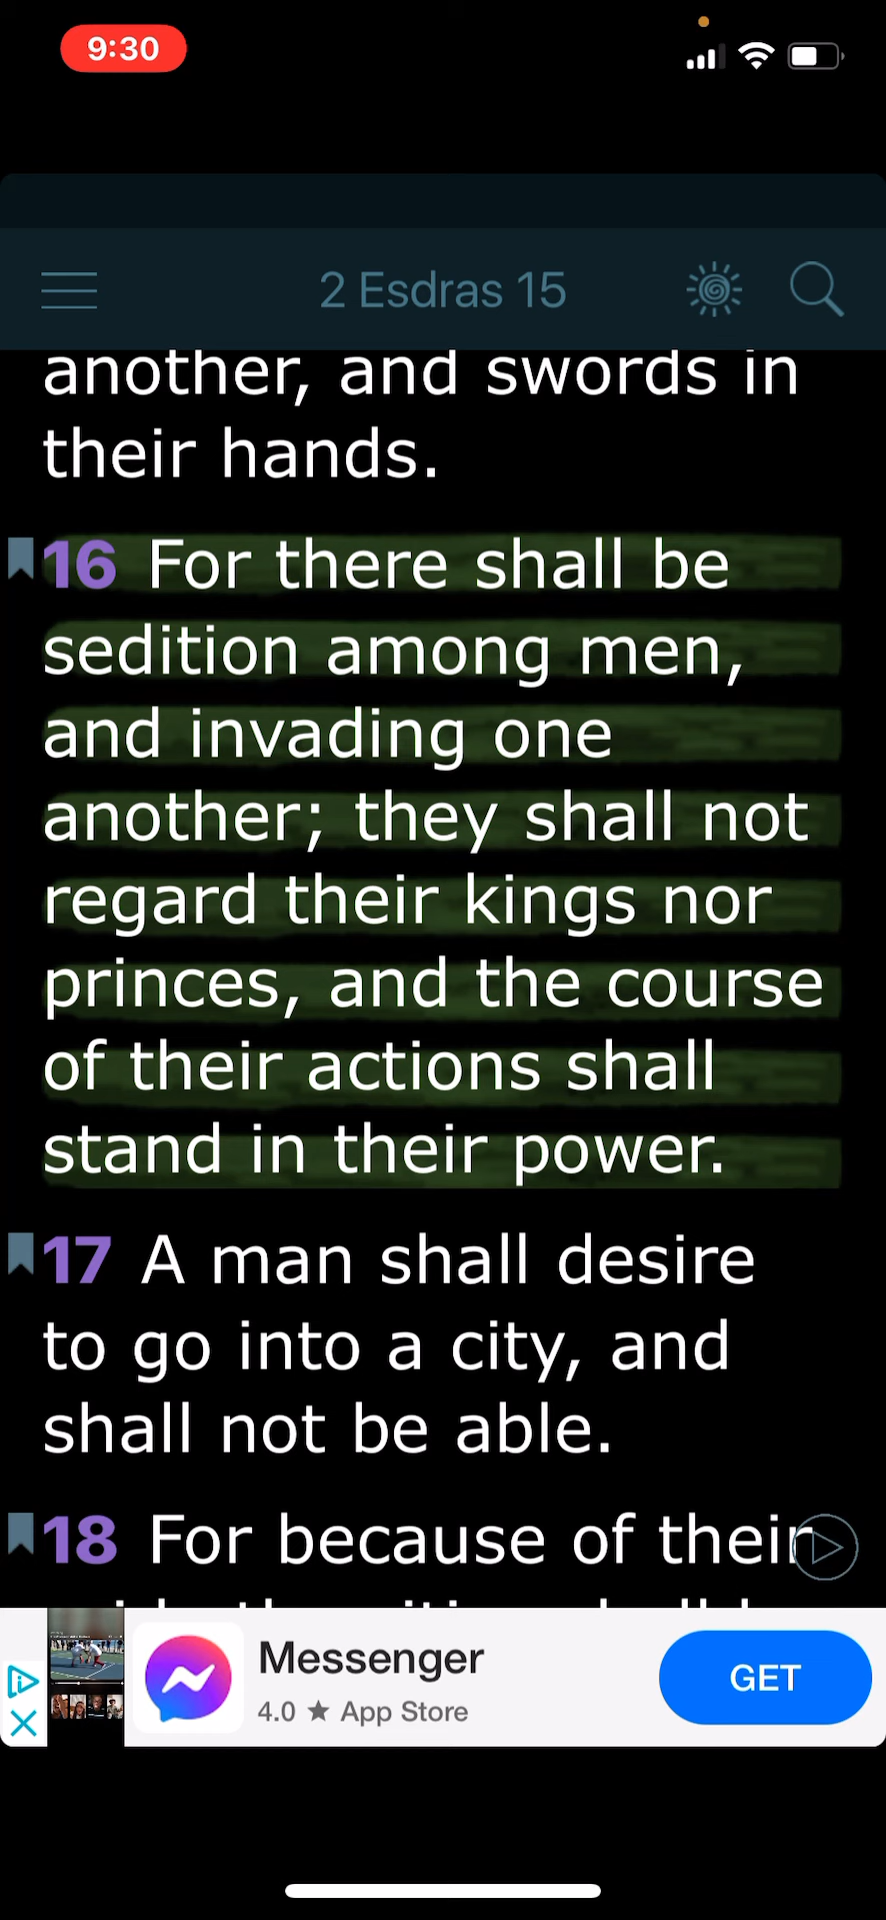 9:30
2 Esdras 15
another, and swords in
their hands.
16 For there shall be
sedition among men,
and invading one
another; they shall not
regard their kings nor
princes, and the course
of their actions shall
stand in their power.
17 A man shall desire
to go into a city, and
shall not be able.
18 For because of their
Messenger
4.0 ★ App Store
GET